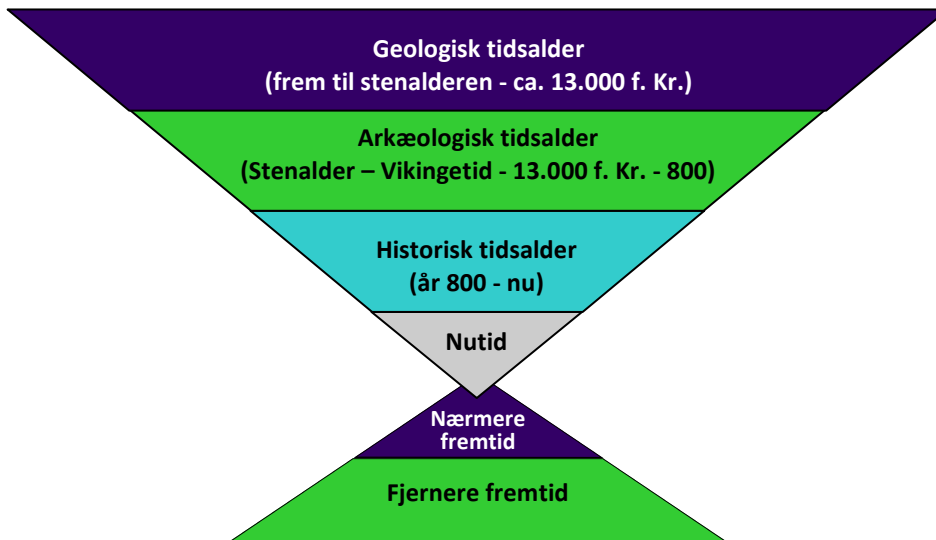 Geologisk tidsalder
(frem til stenalderen - ca. 13.000 f. Kr.)
Arkæologisk tidsalder
(Stenalder – Vikingetid - 13.000 f. Kr. - 800)
Historisk tidsalder
(år 800 - nu)
Nutid
Nærmere
fremtid
Fjernere fremtid